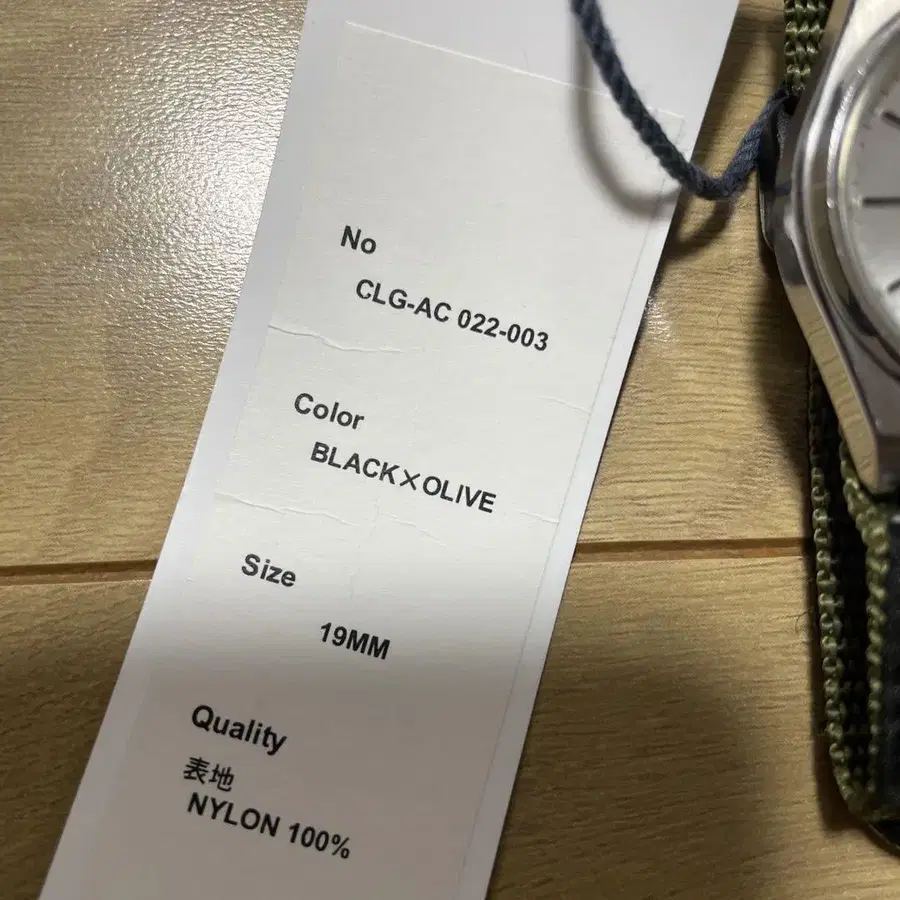 No
CLG-AC 022-003
Color
BLACK×OLIVE
Size
19MM
Quality
表地
NYLON 100%